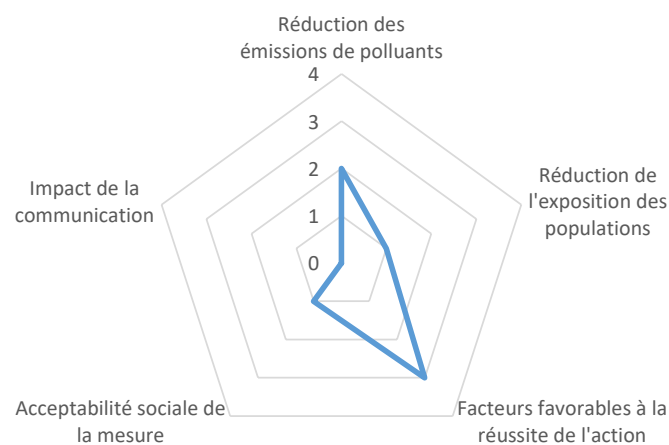 Réduction des
émissions de polluants
4
3
2
1
0
Réduction de
l'exposition des
populations
Facteurs favorables à la
réussite de l'action
Acceptabilité sociale de
la mesure
Impact de la
communication